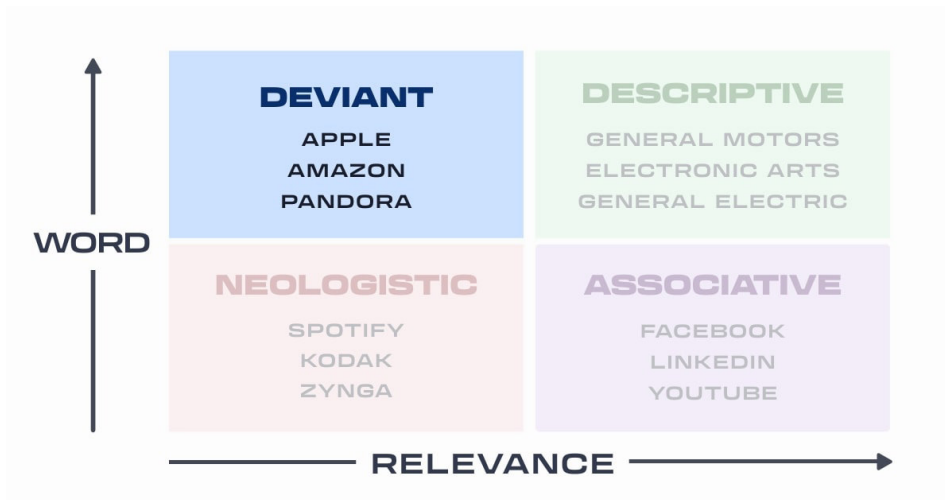 DEVIANT
APPLE
AMAZON
PANDORA
DESCRIPTIVE
GENERAL MOTORS
ELECTRONIC ARTS
GENERAL ELECTRIC
WORD
NEOLOGISTIC
SPOTIFY
KODAK
ZYNGA
ASSOCIATIVE
FACEBOOK
LINKEDIN
YOUTUBE
RELEVANCE